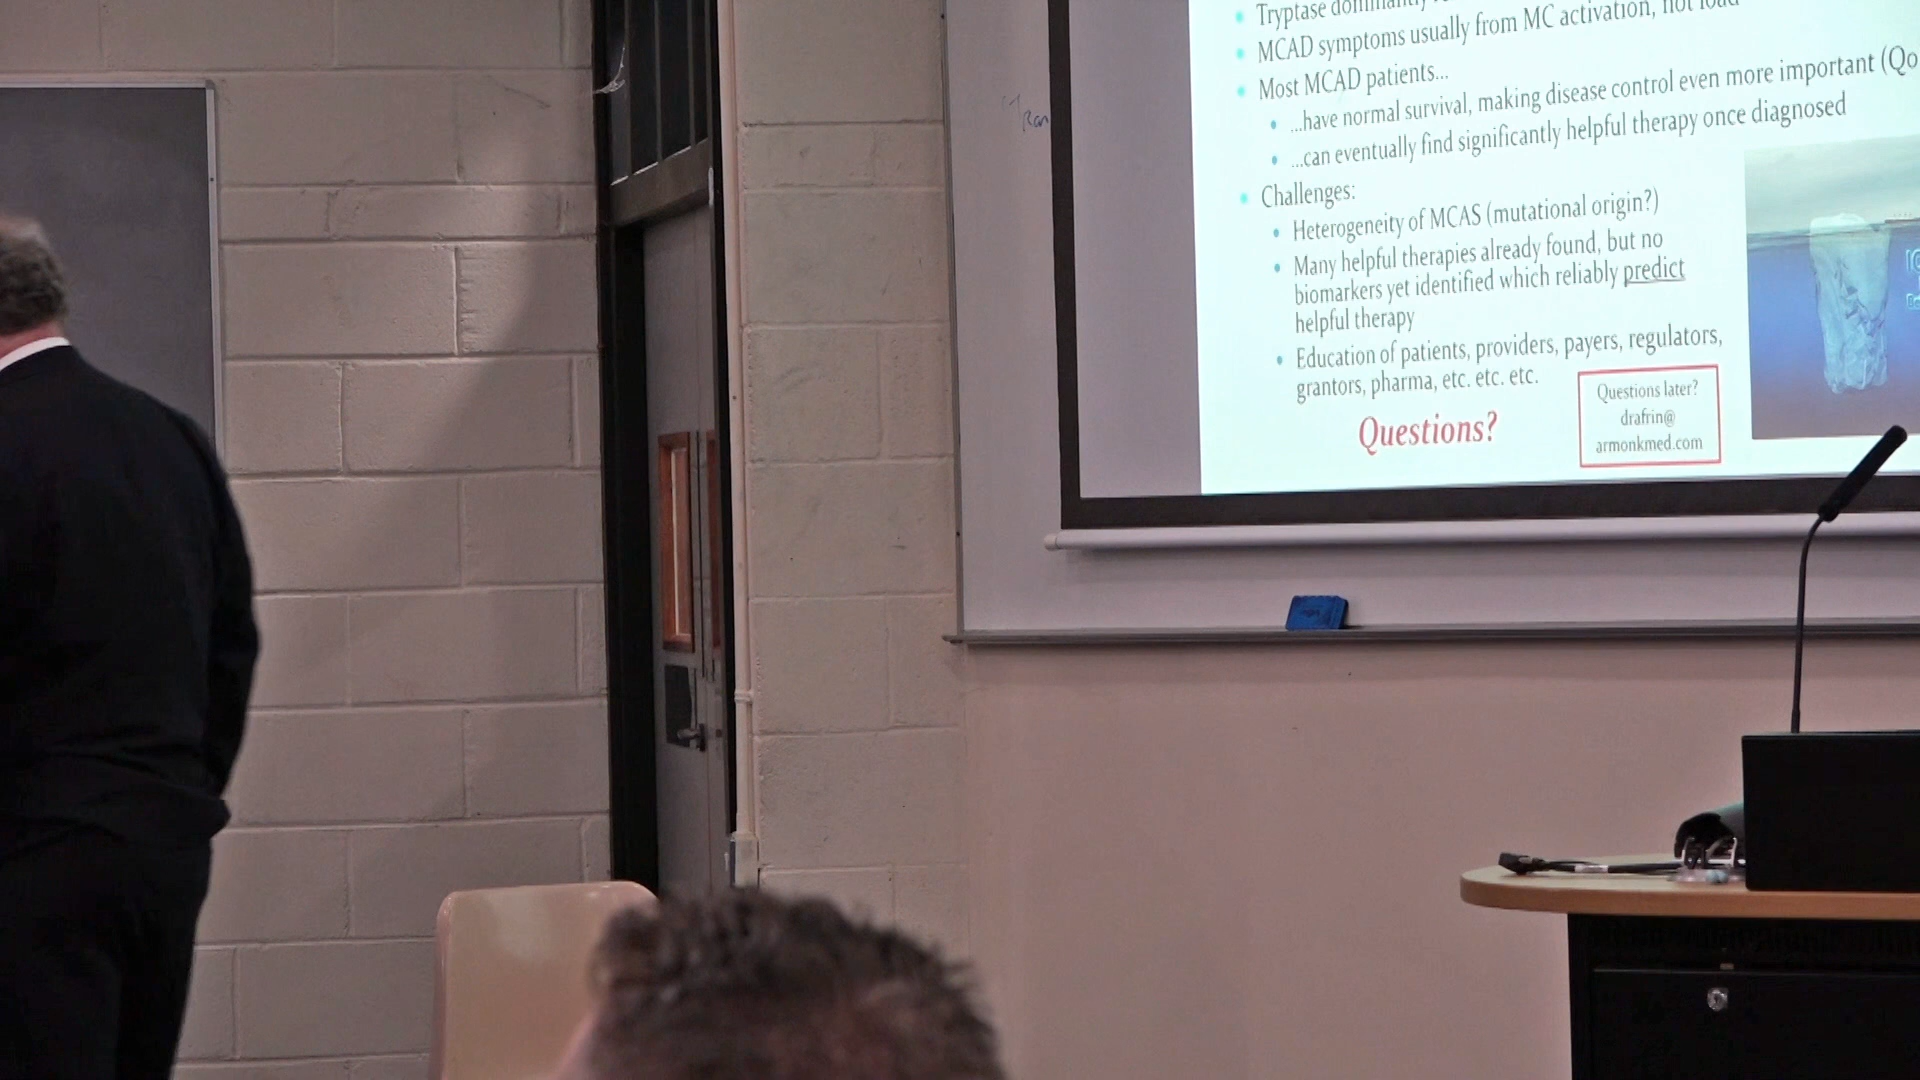 Tryptase dominantly
MCAD symptoms usually from MC activation, not load
Most MCAD patients...
...have normal survival, making disease control even more important (Qo
...can eventually find significantly helpful therapy once diagnosed
Challenges:
Heterogeneity of MCAS (mutational origin?)
Many helpful therapies already found, but no
biomarkers yet identified which reliably predict
helpful therapy
Education of patients, providers, payers, regulators,
grantors, pharma, etc. etc. etc.
Questions?
Questions later?
drafrin@
armonkmed.com